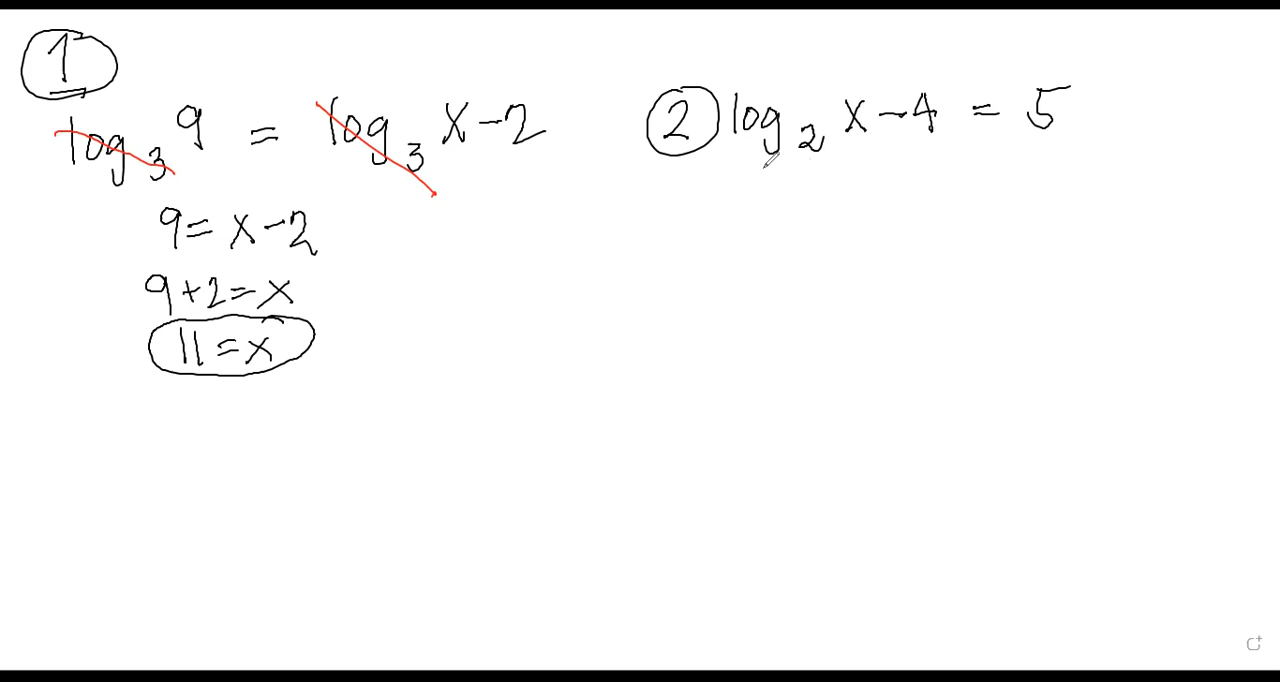 1
log₃ 9 = log₃ x-2
9 = x-2
9+2=x
11=x
2 log₂ x-4 = 5